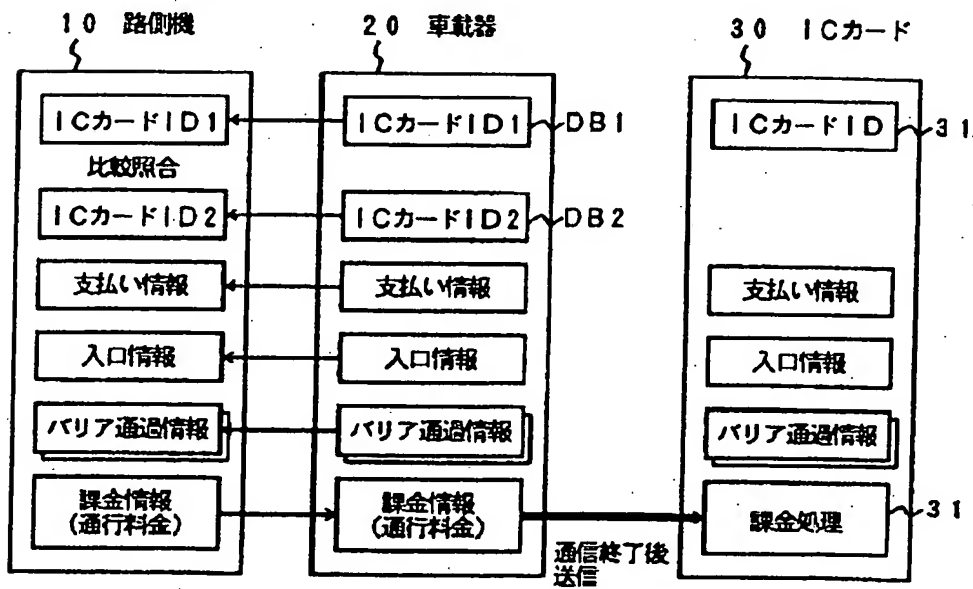 10 路側機
20 車載器
30 ICカード
ICカードID1
ICカードID1
DB1
ICカードID
31
比較照合
ICカードID2
ICカードID2
DB2
支払い情報
支払い情報
支払い情報
入口情報
入口情報
入口情報
バリア通過情報
バリア通過情報
バリア通過情報
課金情報
(通行料金)
課金情報
(通行料金)
課金処理
31
通信終了後
送信